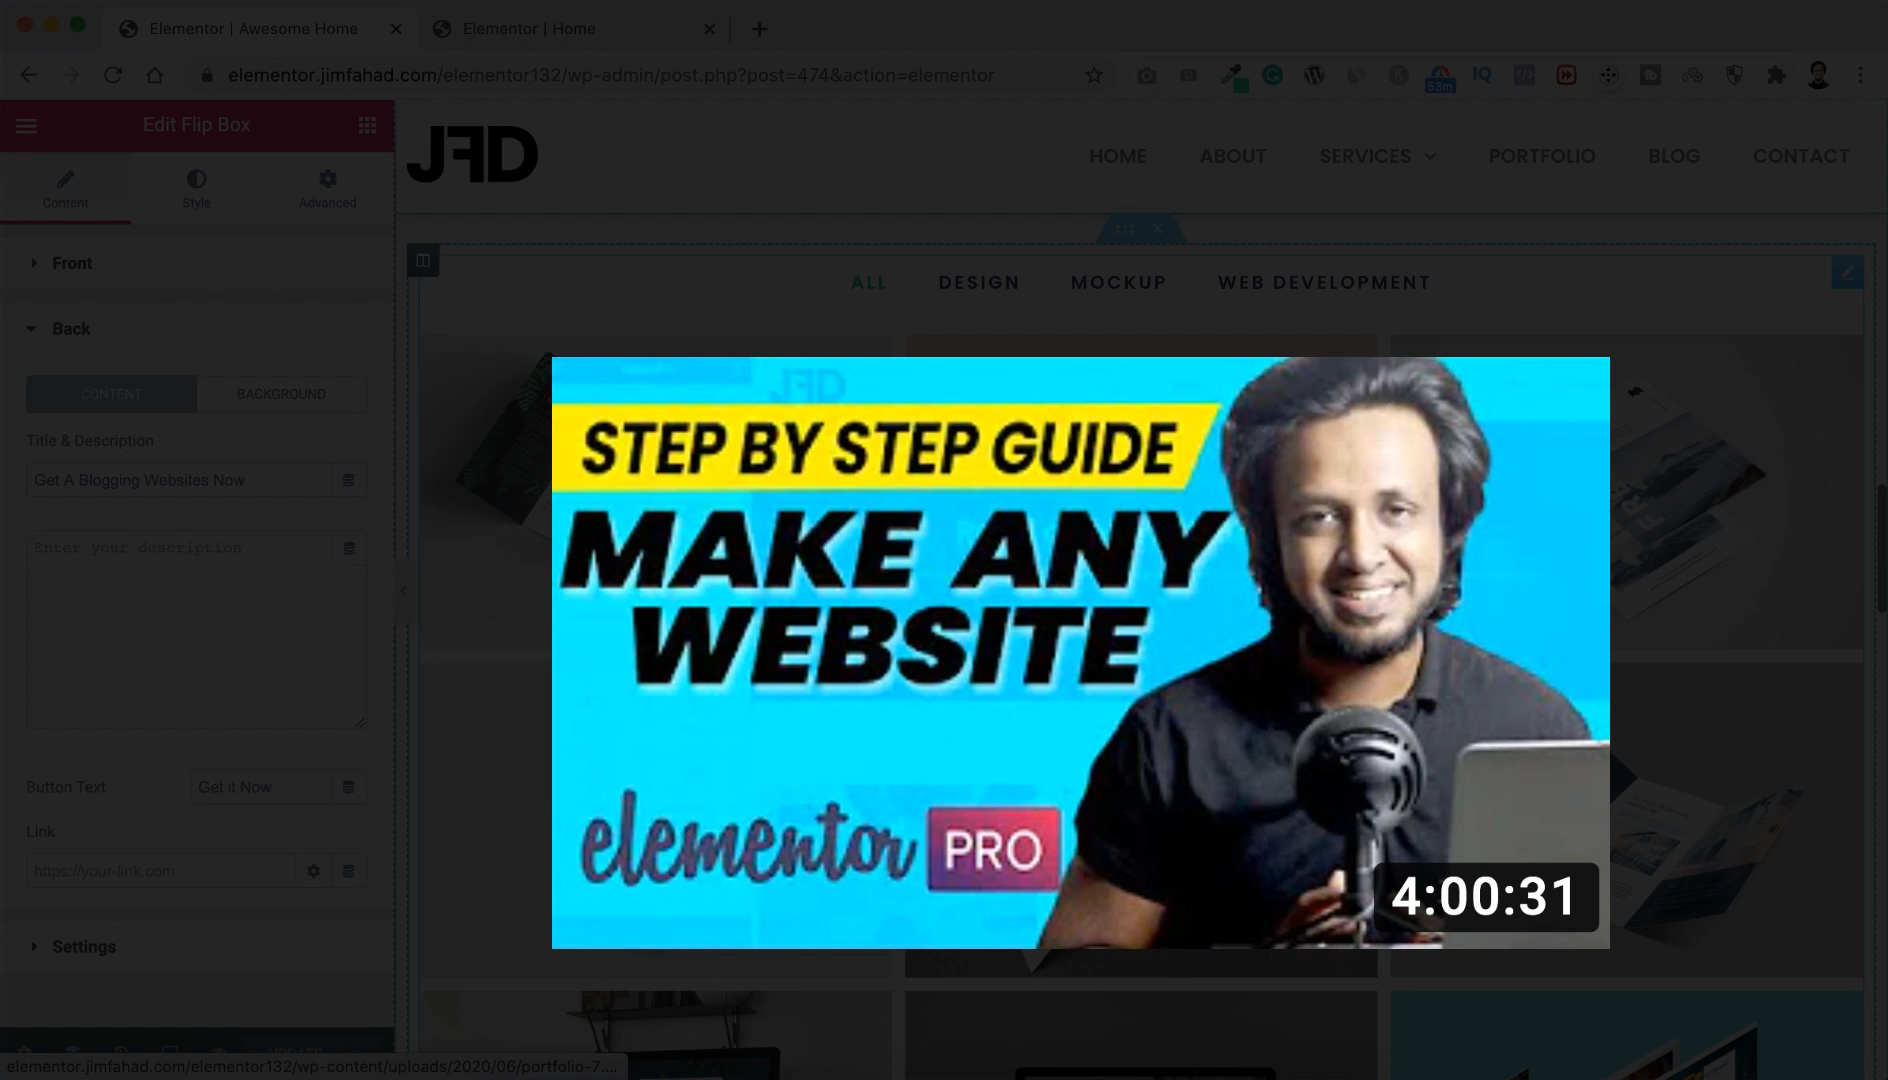 Elementor | Awesome Home
Elementor | Home
elementor.jimfahad.com/elementor132/wp-admin/post.php?post=474&action=elementor
53m
IQ
Edit Flip Box
Content
Style
Advanced
Front
Back
CONTENT
BACKGROUND
Title & Description
Get A Blogging Websites Now
Enter your description
Button Text
Get it Now
Link
https://your-link.com
Settings
UPDATE
elementor.jimfahad.com/elementor132/wp-content/uploads/2020/06/portfolio-7....
JFD
HOME
ABOUT
SERVICES
PORTFOLIO
BLOG
CONTACT
ALL
DESIGN
MOCKUP
WEB DEVELOPMENT
JFD
STEP BY STEP GUIDE
MAKE ANY
WEBSITE
elementor PRO
4:00:31